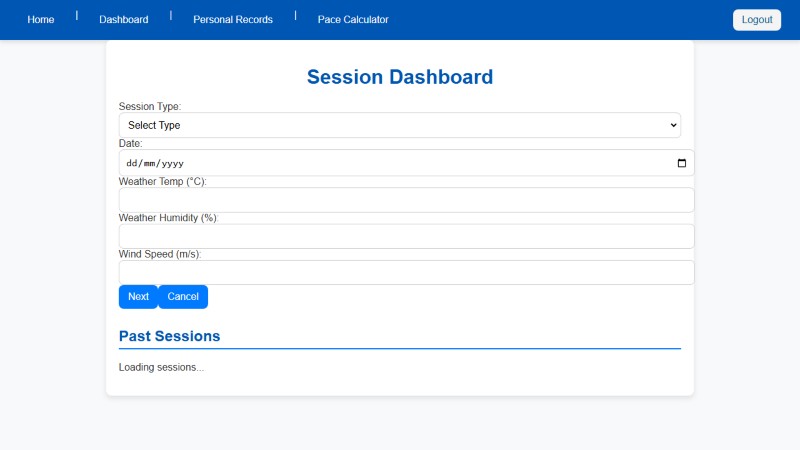 Home | Dashboard | Personal Records | Pace Calculator Logout
Session Dashboard
Session Type:
Select Type
Date:
dd/mm/yyyy
Weather Temp (°C):
Weather Humidity (%):
Wind Speed (m/s):
Next Cancel
Past Sessions
Loading sessions...